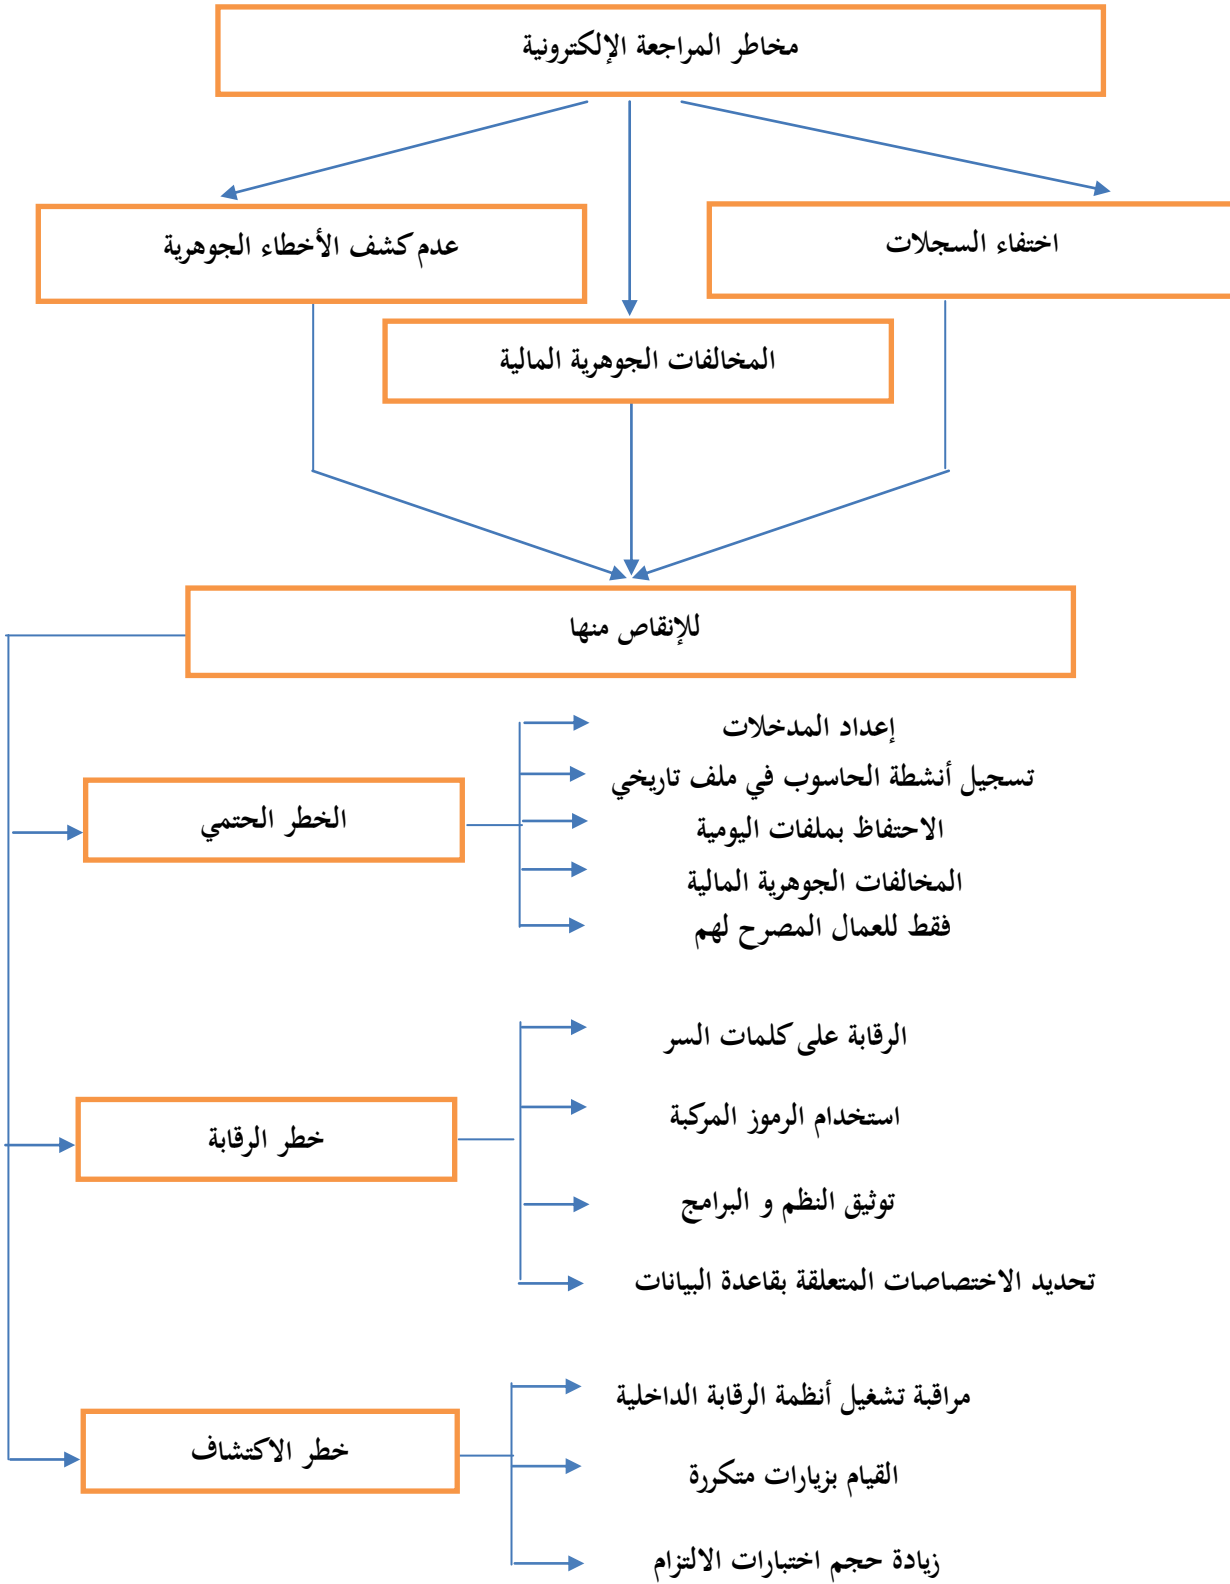 مخاطر المراجعة الإلكترونية
اختفاء السجلات
عدم كشف الأخطاء الجوهرية
المخالفات الجوهرية المالية
للإنقاص منها
الخطر الحتمي
إعداد المدخلات
تسجيل أنشطة الحاسوب في ملف تاريخي
الاحتفاظ بملفات اليومية
المخالفات الجوهرية المالية
فقط للعمال المصرح لهم
خطر الرقابة
الرقابة على كلمات السر
استخدام الرموز المركبة
توثيق النظم و البرامج
تحديد الاختصاصات المتعلقة بقاعدة البيانات
خطر الاكتشاف
مراقبة تشغيل أنظمة الرقابة الداخلية
القيام بزيارات متكررة
زيادة حجم اختبارات الالتزام